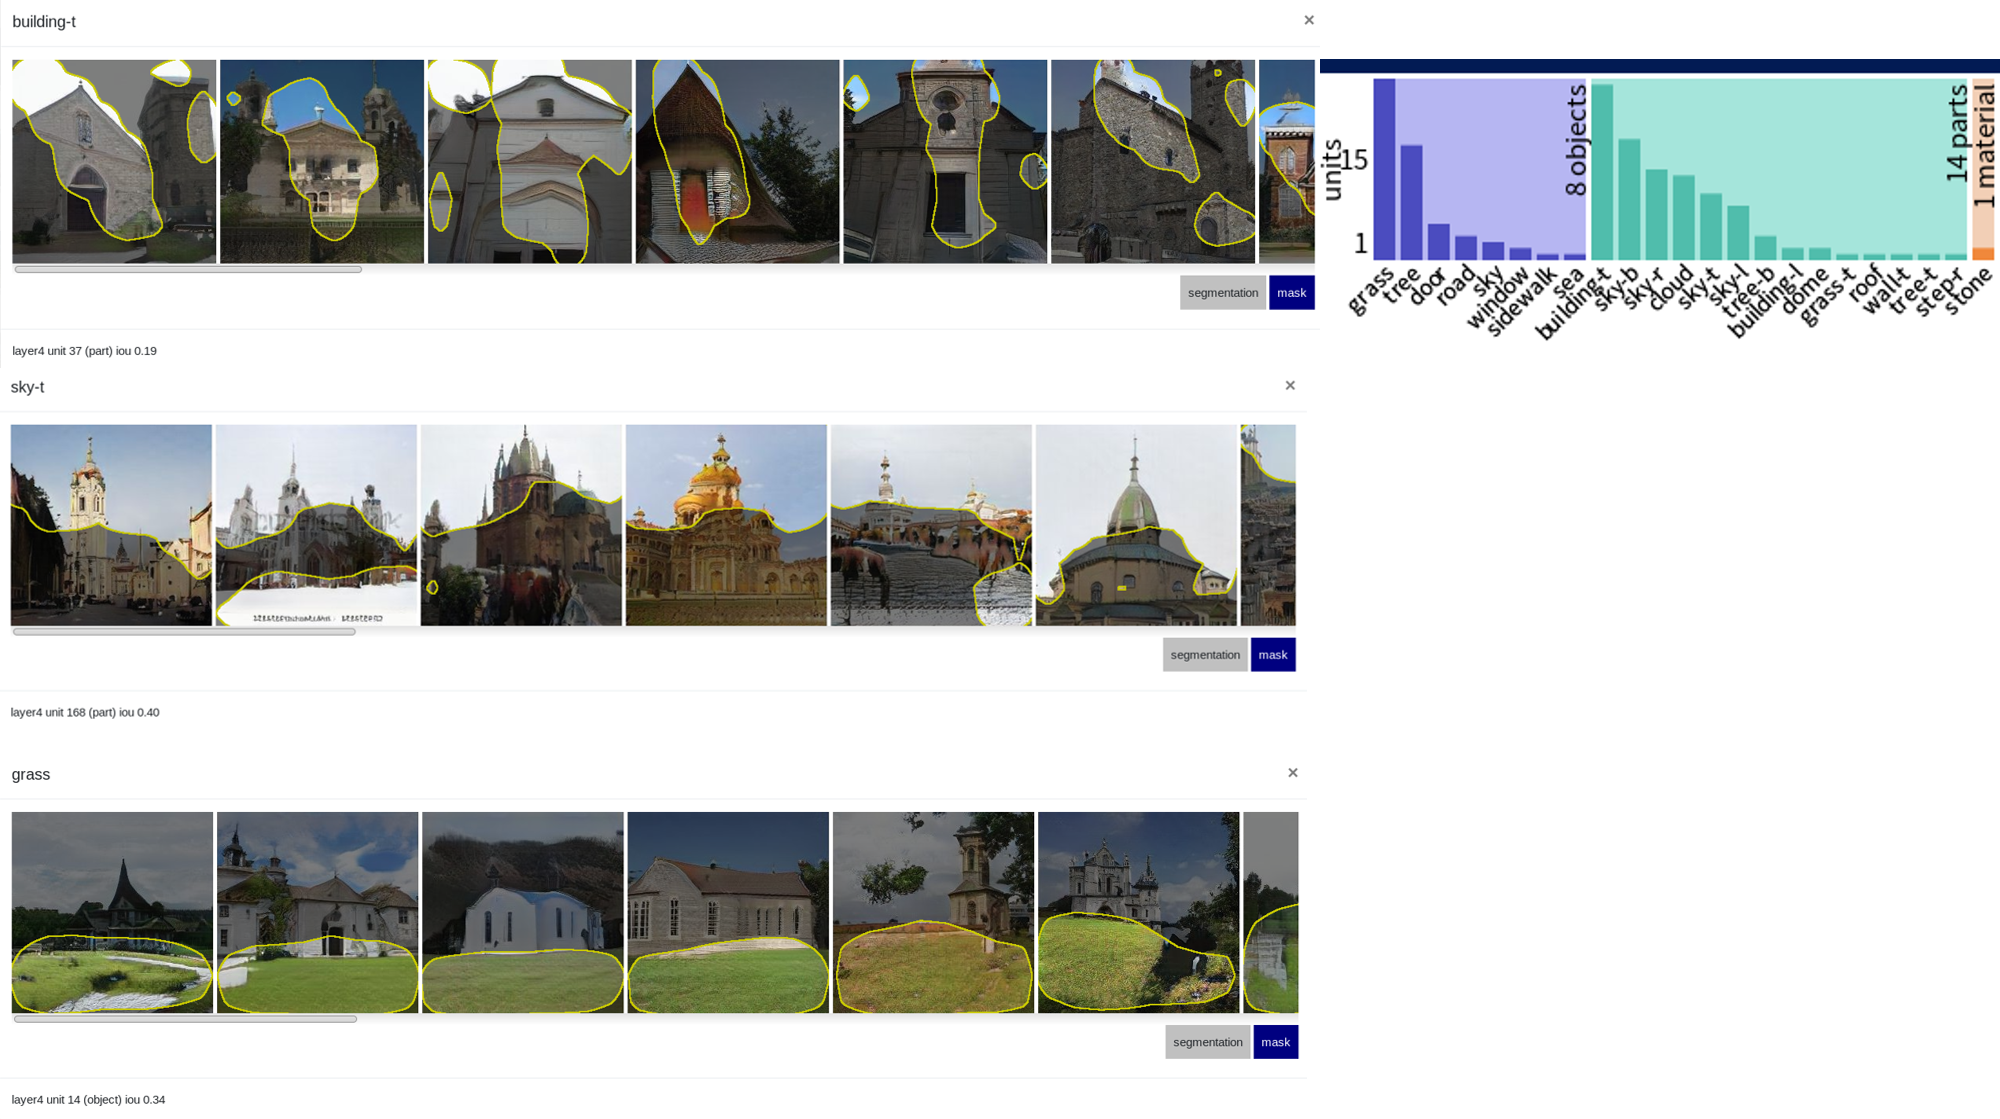 building-t ×
segmentation mask
layer4 unit 37 (part) iou 0.19
sky-t ×
segmentation mask
layer4 unit 168 (part) iou 0.40
grass ×
segmentation mask
layer4 unit 14 (object) iou 0.34
units
15
1
8 objects
14 parts
1 material
grass
tree
door
road
sky
window
sidewalk
sea
building-t
sky-b
sky-r
cloud
sky-t
sky-l
tree-b
building-l
dome
grass-t
roof
wall-t
tree-t
step-r
stone